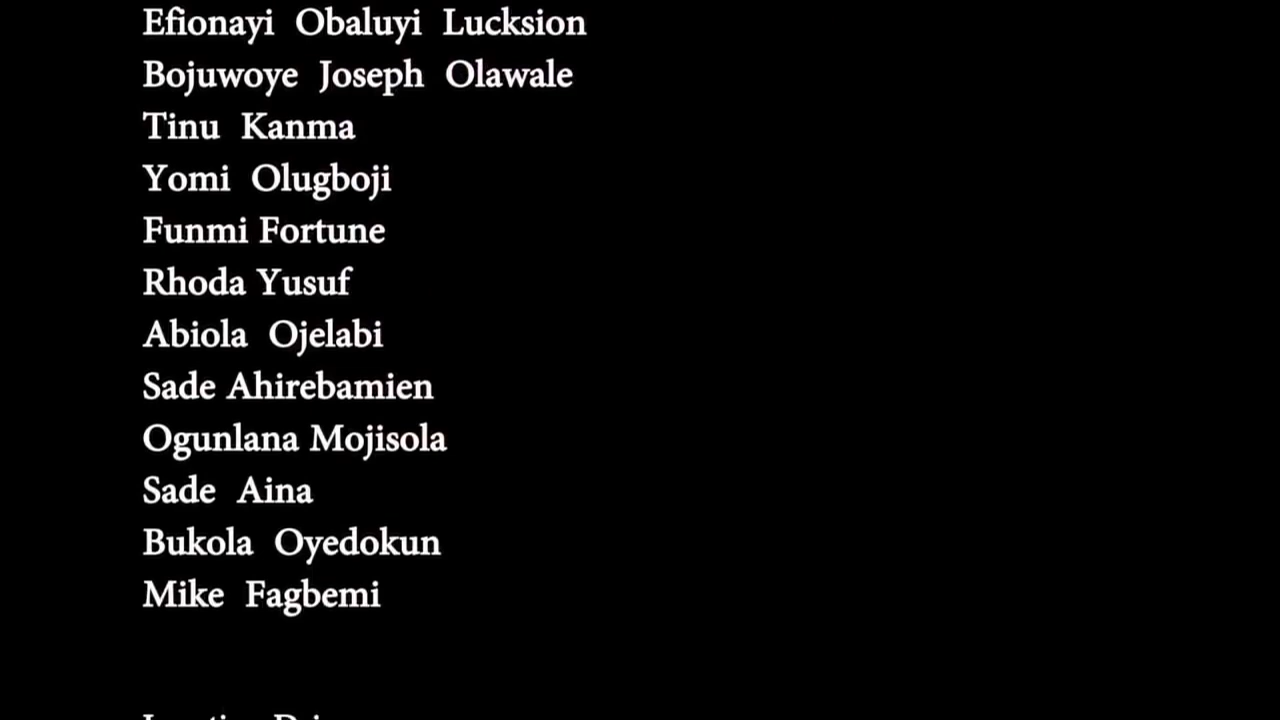 Efionayi Obaluyi Lucksion
Bojuwoye Joseph Olawale
Tinu Kanma
Yomi Olugboji
Funmi Fortune
Rhoda Yusuf
Abiola Ojelabi
Sade Ahirebamien
Ogunlana Mojisola
Sade Aina
Bukola Oyedokun
Mike Fagbemi